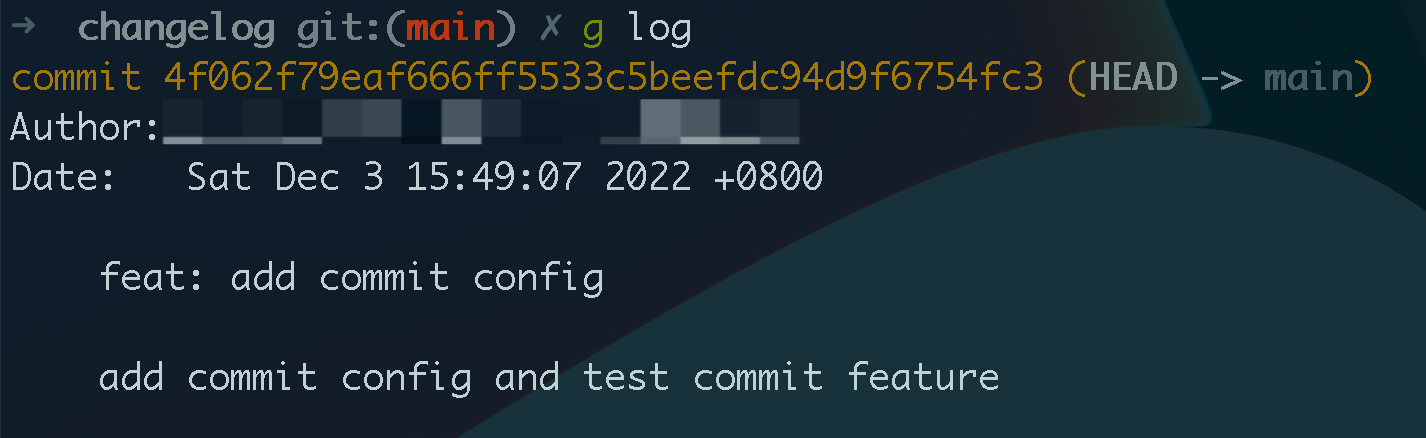 → changelog git:(main) ✗ g log
commit 4f062f79eaf666ff5533c5beefdc94d9f6754fc3 (HEAD -> main)
Author:
Date:   Sat Dec 3 15:49:07 2022 +0800
feat: add commit config
add commit config and test commit feature